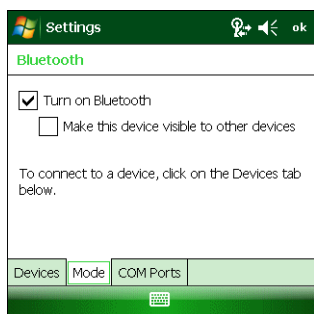 Settings
ok
Bluetooth
Turn on Bluetooth
Make this device visible to other devices
To connect to a device, click on the Devices tab
below.
Devices Mode COM Ports